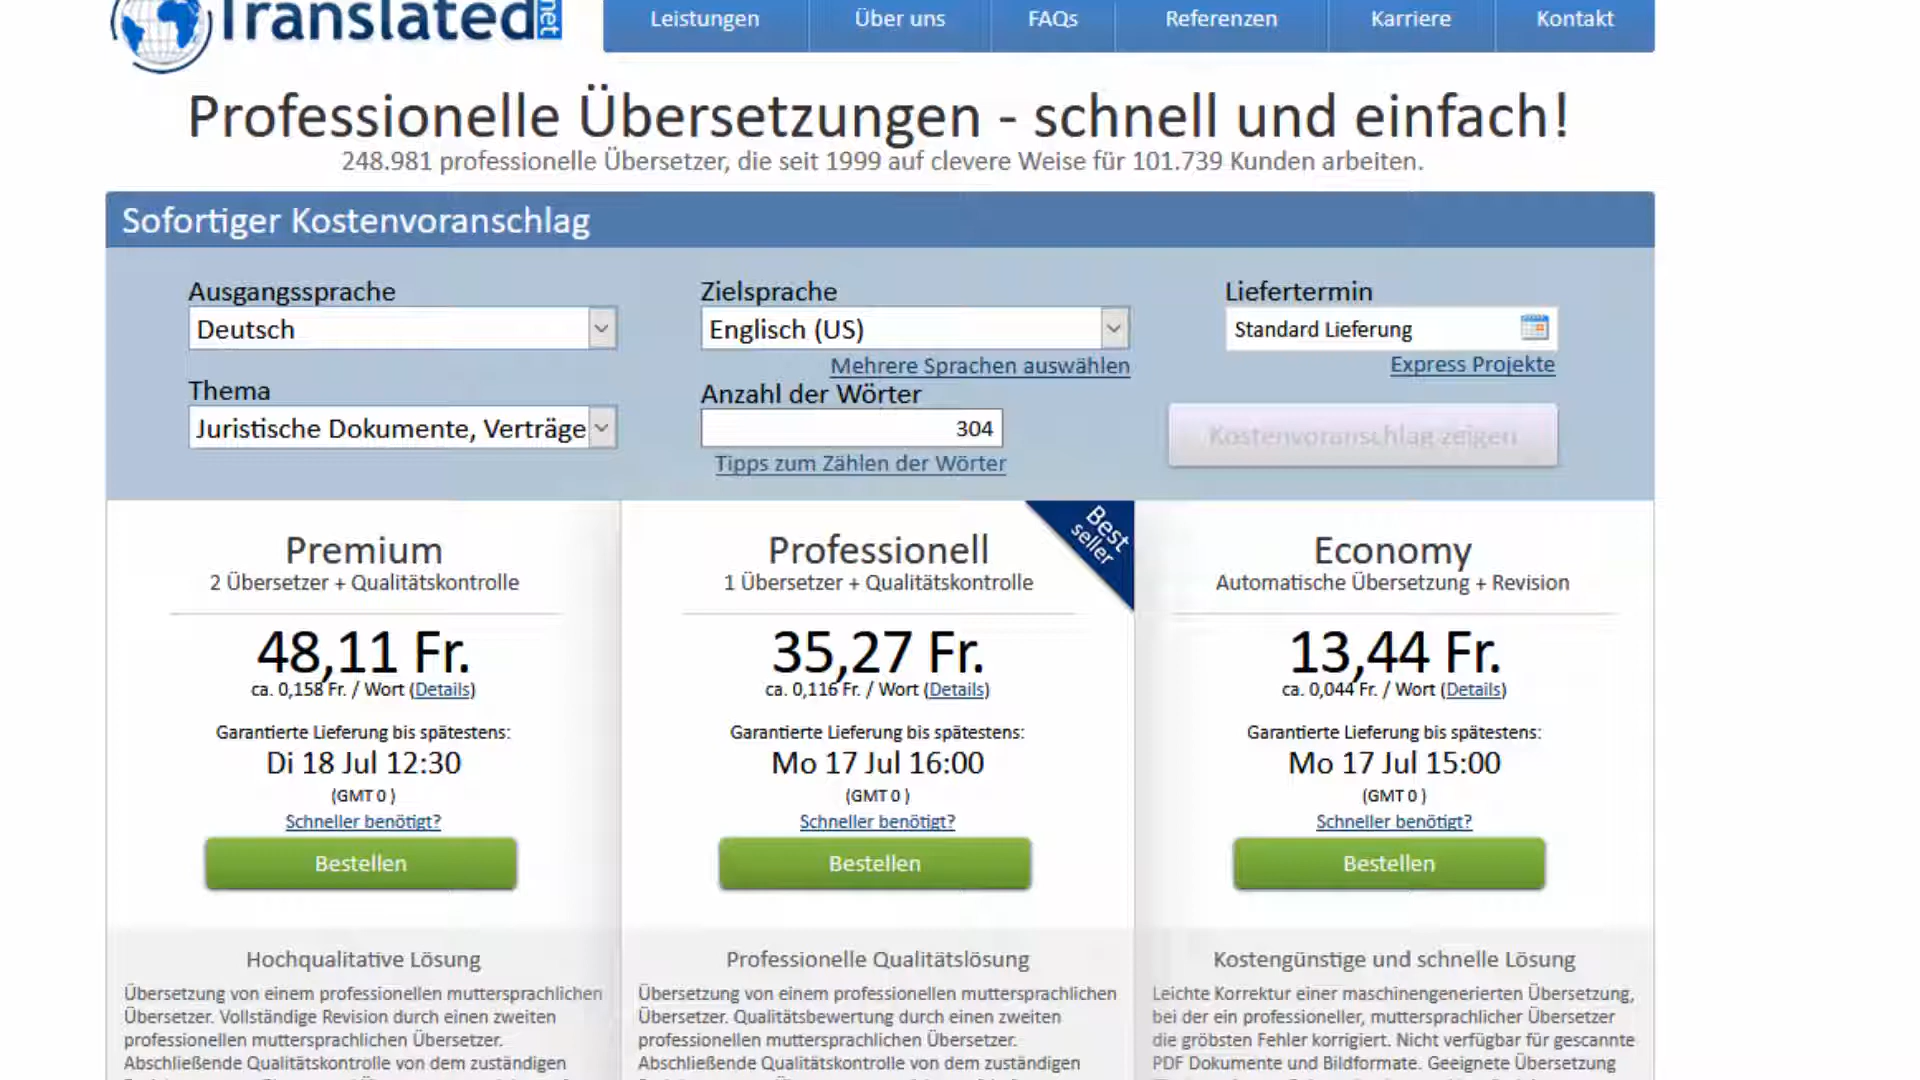 Translated net
Leistungen Über uns FAQs Referenzen Karriere Kontakt
Professionelle Übersetzungen - schnell und einfach!
248.981 professionelle Übersetzer, die seit 1999 auf clevere Weise für 101.739 Kunden arbeiten.
Sofortiger Kostenvoranschlag
Ausgangssprache Zielsprache Liefertermin
Deutsch Englisch (US) Standard Lieferung
Mehrere Sprachen auswählen Express Projekte
Thema Anzahl der Wörter
Juristische Dokumente, Verträge 304 Kostenvoranschlag zeigen
Tipps zum Zählen der Wörter
Best
seller
Premium
2 Übersetzer + Qualitätskontrolle
48,11 Fr.
ca. 0,158 Fr. / Wort (Details)
Garantierte Lieferung bis spätestens:
Di 18 Jul 12:30
(GMT 0 )
Schneller benötigt?
Bestellen
Hochqualitative Lösung
Übersetzung von einem professionellen muttersprachlichen
Übersetzer. Vollständige Revision durch einen zweiten
professionellen muttersprachlichen Übersetzer.
Abschließende Qualitätskontrolle von dem zuständigen
Professionell
1 Übersetzer + Qualitätskontrolle
35,27 Fr.
ca. 0,116 Fr. / Wort (Details)
Garantierte Lieferung bis spätestens:
Mo 17 Jul 16:00
(GMT 0 )
Schneller benötigt?
Bestellen
Professionelle Qualitätslösung
Übersetzung von einem professionellen muttersprachlichen
Übersetzer. Qualitätsbewertung durch einen zweiten
professionellen muttersprachlichen Übersetzer.
Abschließende Qualitätskontrolle von dem zuständigen
Economy
Automatische Übersetzung + Revision
13,44 Fr.
ca. 0,044 Fr. / Wort (Details)
Garantierte Lieferung bis spätestens:
Mo 17 Jul 15:00
(GMT 0 )
Schneller benötigt?
Bestellen
Kostengünstige und schnelle Lösung
Leichte Korrektur einer maschinengenerierten Übersetzung,
bei der ein professioneller, muttersprachlicher Übersetzer
die gröbsten Fehler korrigiert. Nicht verfügbar für gescannte
PDF Dokumente und Bildformate. Geeignete Übersetzung